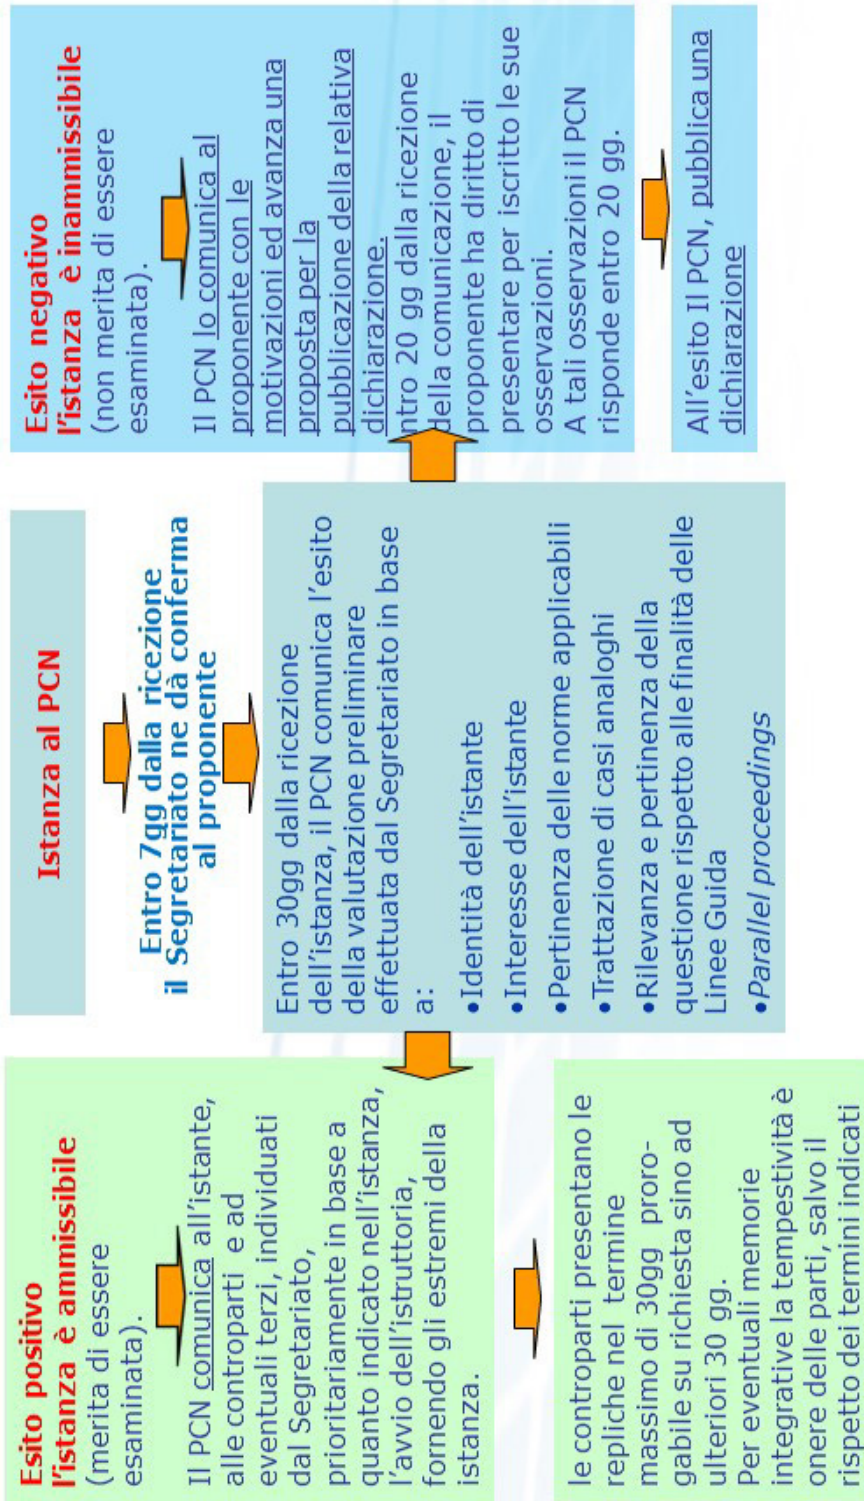 Istanza al PCN
Entro 7gg dalla ricezione
il Segretariato ne dà conferma
al proponente
Entro 30gg dalla ricezione
dell'istanza, il PCN comunica l'esito
della valutazione preliminare
effettuata dal Segretariato in base
a:
•Identità dell'istante
•Interesse dell'istante
•Pertinenza delle norme applicabili
•Trattazione di casi analoghi
•Rilevanza e pertinenza della
questione rispetto alle finalità delle
Linee Guida
•Parallel proceedings
Esito positivo
l'istanza è ammissibile
(merita di essere
esaminata).
Il PCN comunica all'istante,
alle controparti e ad
eventuali terzi, individuati
dal Segretariato,
prioritariamente in base a
quanto indicato nell'istanza,
l'avvio dell'istruttoria,
fornendo gli estremi della
istanza.
le controparti presentano le
repliche nel termine
massimo di 30gg proro-
gabile su richiesta sino ad
ulteriori 30 gg.
Per eventuali memorie
integrative la tempestività è
onere delle parti, salvo il
rispetto dei termini indicati
Esito negativo
l'istanza è inammissibile
(non merita di essere
esaminata).
Il PCN lo comunica al
proponente con le
motivazioni ed avanza una
proposta per la
pubblicazione della relativa
dichiarazione.
ntro 20 gg dalla ricezione
della comunicazione, il
proponente ha diritto di
presentare per iscritto le sue
osservazioni.
A tali osservazioni il PCN
risponde entro 20 gg.
All'esito Il PCN, pubblica una
dichiarazione